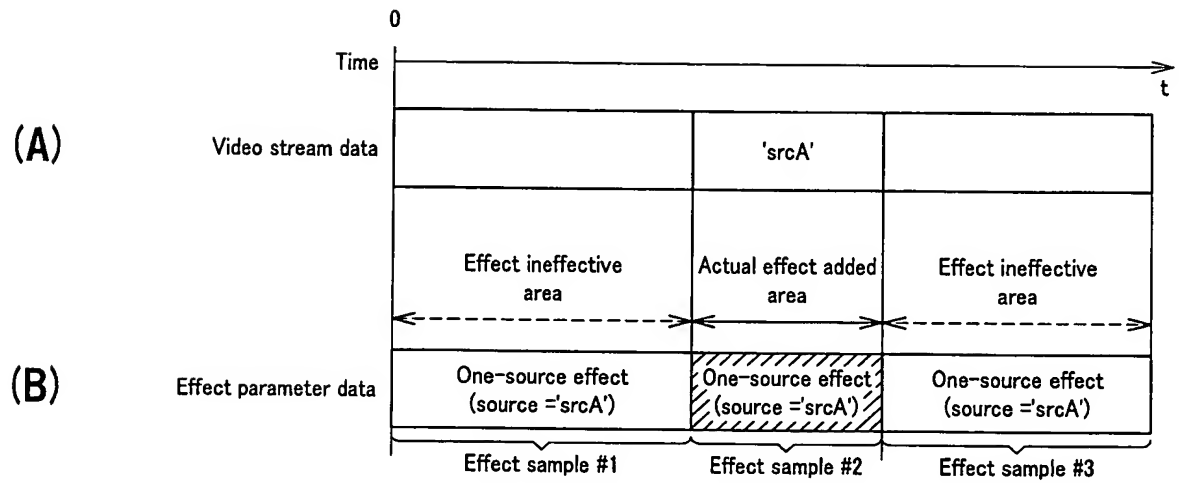 0
Time
t
(A)
Video stream data
'srcA'
Effect ineffective
area
Actual effect added
area
Effect ineffective
area
(B)
Effect parameter data
One-source effect
(source ='srcA')
One-source effect
(source ='srcA')
One-source effect
(source ='srcA')
Effect sample #1
Effect sample #2
Effect sample #3